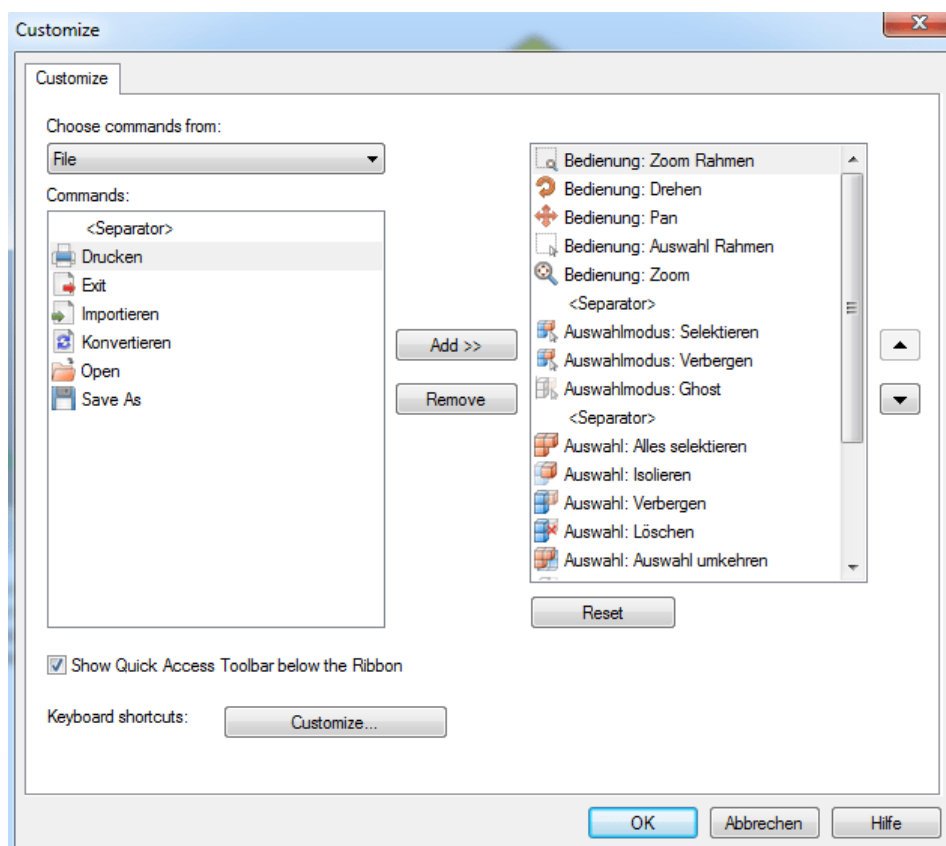 Customize
Customize
Choose commands from:
File
Commands:
<Separator>
Drucken
Exit
Importieren
Konvertieren
Open
Save As
Add >>
Remove
Bedienung: Zoom Rahmen
Bedienung: Drehen
Bedienung: Pan
Bedienung: Auswahl Rahmen
Bedienung: Zoom
<Separator>
Auswahlmodus: Selektieren
Auswahlmodus: Verbergen
Auswahlmodus: Ghost
<Separator>
Auswahl: Alles selektieren
Auswahl: Isolieren
Auswahl: Verbergen
Auswahl: Löschen
Auswahl: Auswahl umkehren
Reset
Show Quick Access Toolbar below the Ribbon
Keyboard shortcuts:
Customize...
OK
Abbrechen
Hilfe